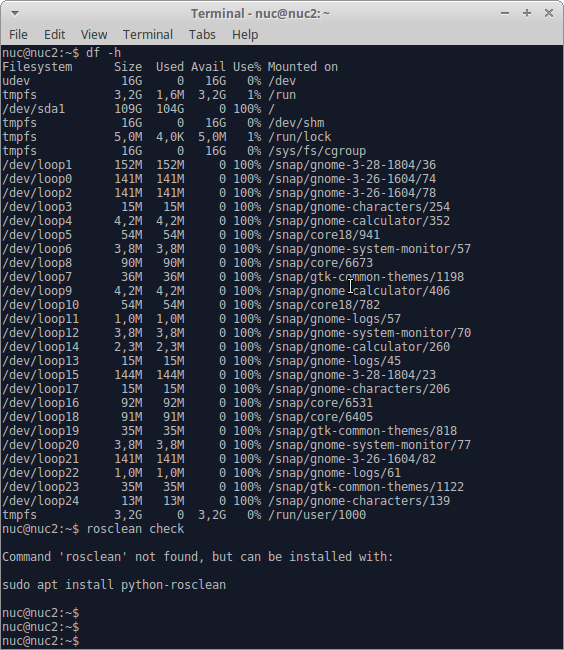 Terminal - nuc@nuc2: ~
File Edit View Terminal Tabs Help
nuc@nuc2:~$ df -h
Filesystem      Size  Used Avail Use% Mounted on
udev             16G     0   16G   0% /dev
tmpfs           3,2G  1,6M  3,2G   1% /run
/dev/sda1       109G  104G     0 100% /
tmpfs            16G     0   16G   0% /dev/shm
tmpfs           5,0M  4,0K  5,0M   1% /run/lock
tmpfs            16G     0   16G   0% /sys/fs/cgroup
/dev/loop1      152M  152M     0 100% /snap/gnome-3-28-1804/36
/dev/loop0      141M  141M     0 100% /snap/gnome-3-26-1604/74
/dev/loop2      141M  141M     0 100% /snap/gnome-3-26-1604/78
/dev/loop3       15M   15M     0 100% /snap/gnome-characters/254
/dev/loop4      4,2M  4,2M     0 100% /snap/gnome-calculator/352
/dev/loop5       54M   54M     0 100% /snap/core18/941
/dev/loop6      3,8M  3,8M     0 100% /snap/gnome-system-monitor/57
/dev/loop8       90M   90M     0 100% /snap/core/6673
/dev/loop7       36M   36M     0 100% /snap/gtk-common-themes/1198
/dev/loop9      4,2M  4,2M     0 100% /snap/gnome-calculator/406
/dev/loop10      54M   54M     0 100% /snap/core18/782
/dev/loop11     1,0M  1,0M     0 100% /snap/gnome-logs/57
/dev/loop12     3,8M  3,8M     0 100% /snap/gnome-system-monitor/70
/dev/loop14     2,3M  2,3M     0 100% /snap/gnome-calculator/260
/dev/loop13      15M   15M     0 100% /snap/gnome-logs/45
/dev/loop15     144M  144M     0 100% /snap/gnome-3-28-1804/23
/dev/loop17      15M   15M     0 100% /snap/gnome-characters/206
/dev/loop16      92M   92M     0 100% /snap/core/6531
/dev/loop18      91M   91M     0 100% /snap/core/6405
/dev/loop19      35M   35M     0 100% /snap/gtk-common-themes/818
/dev/loop20     3,8M  3,8M     0 100% /snap/gnome-system-monitor/77
/dev/loop21     141M  141M     0 100% /snap/gnome-3-26-1604/82
/dev/loop22     1,0M  1,0M     0 100% /snap/gnome-logs/61
/dev/loop23      35M   35M     0 100% /snap/gtk-common-themes/1122
/dev/loop24      13M   13M     0 100% /snap/gnome-characters/139
tmpfs           3,2G     0  3,2G   0% /run/user/1000
nuc@nuc2:~$ rosclean check
Command 'rosclean' not found, but can be installed with:
sudo apt install python-rosclean
nuc@nuc2:~$
nuc@nuc2:~$
nuc@nuc2:~$